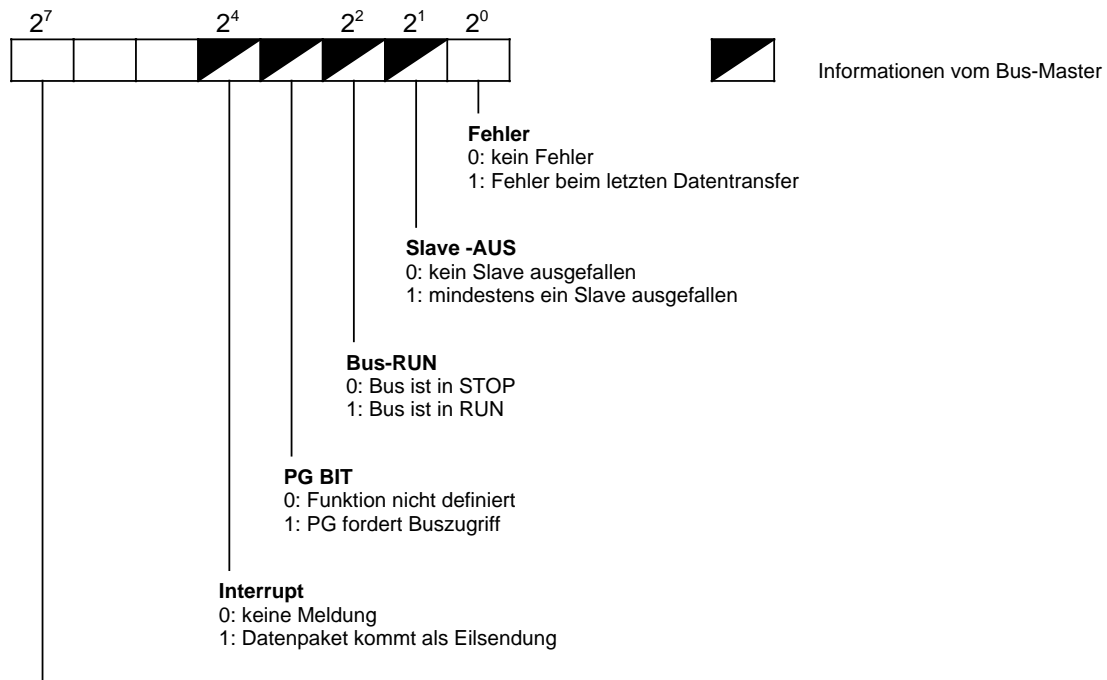 2⁷ 2⁴ 2² 2¹ 2⁰
Informationen vom Bus-Master
Fehler
0: kein Fehler
1: Fehler beim letzten Datentransfer
Slave -AUS
0: kein Slave ausgefallen
1: mindestens ein Slave ausgefallen
Bus-RUN
0: Bus ist in STOP
1: Bus ist in RUN
PG BIT
0: Funktion nicht definiert
1: PG fordert Buszugriff
Interrupt
0: keine Meldung
1: Datenpaket kommt als Eilsendung